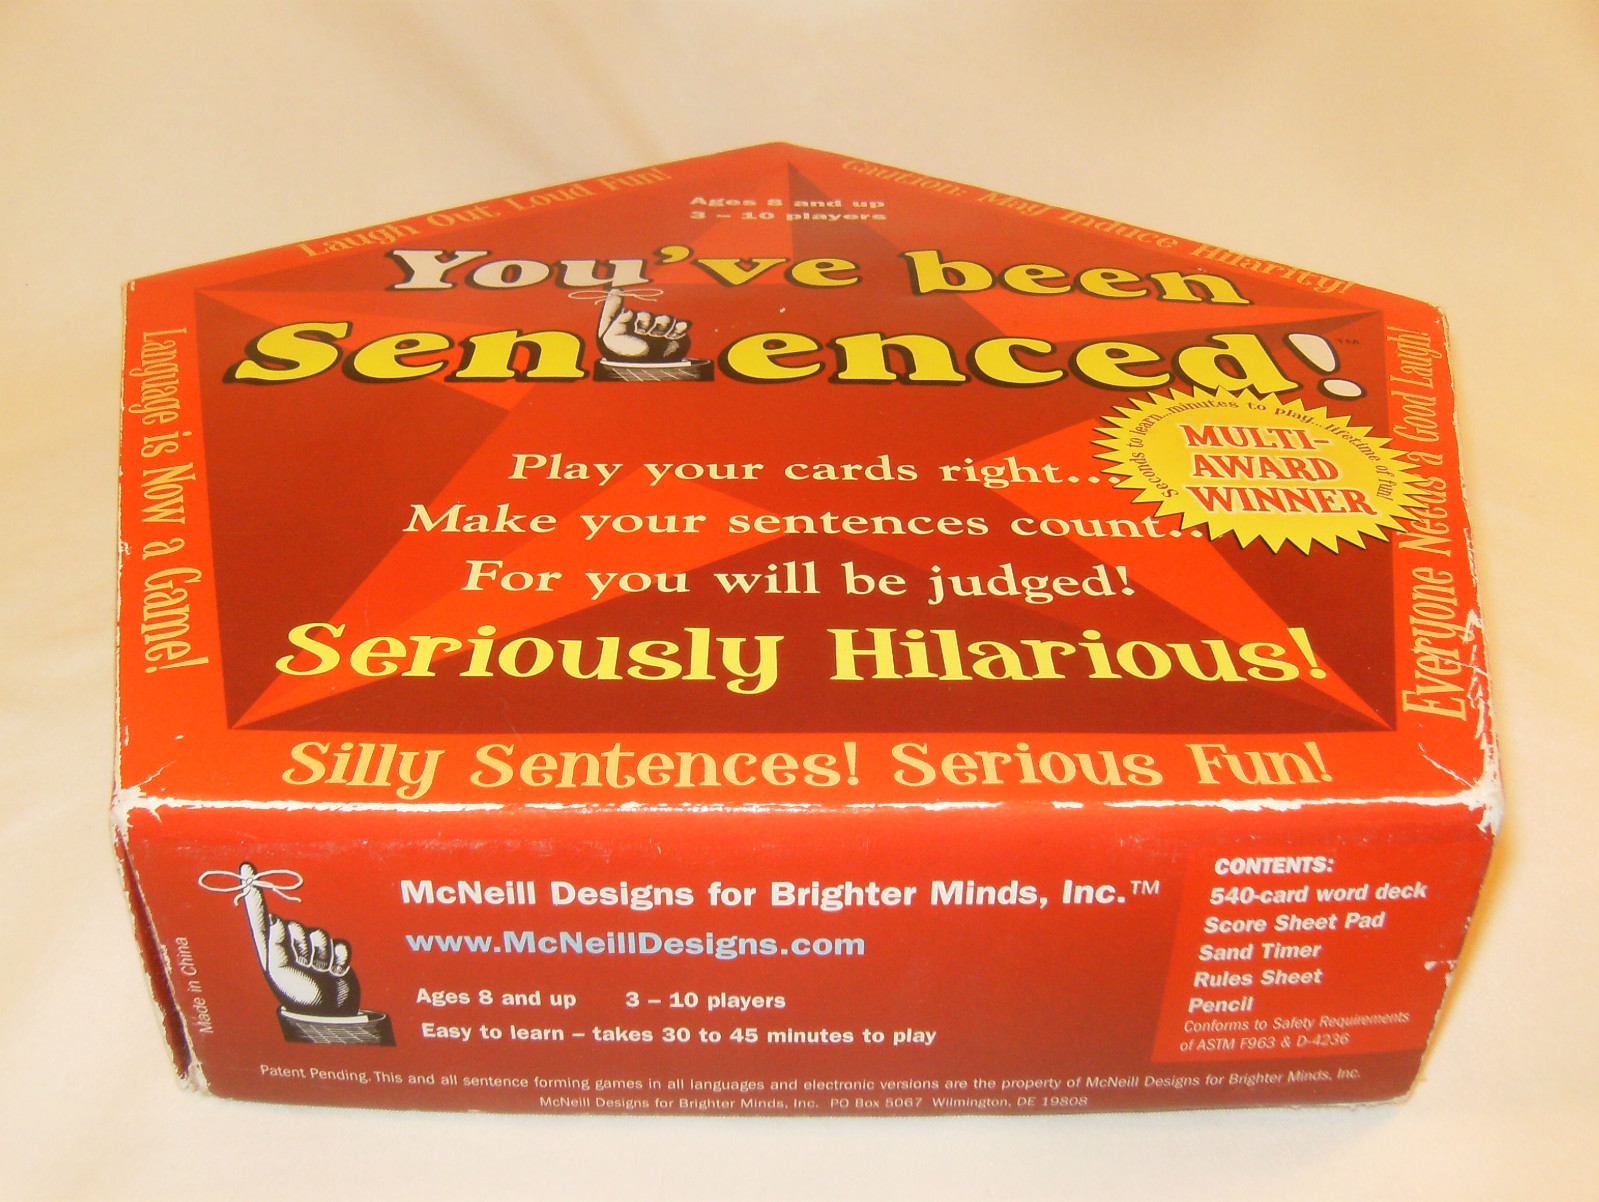 Laugh Out Loud Fun!
Caution: May Induce Hilarity!
Ages 8 and up
3 – 10 players
You've been
Sentenced!™
Seconds to learn...minutes to play...lifetime of fun!
MULTI-
AWARD
WINNER
Play your cards right...
Make your sentences count...
For you will be judged!
Seriously Hilarious!
Language is Now a Game!
Everyone Needs a Good Laugh!
Silly Sentences! Serious Fun!
Made in China
McNeill Designs for Brighter Minds, Inc.™
www.McNeillDesigns.com
Ages 8 and up 3 – 10 players
Easy to learn – takes 30 to 45 minutes to play
CONTENTS:
540-card word deck
Score Sheet Pad
Sand Timer
Rules Sheet
Pencil
Conforms to Safety Requirements
of ASTM F963 & D-4236
Patent Pending. This and all sentence forming games in all languages and electronic versions are the property of McNeill Designs for Brighter Minds, Inc.
McNeill Designs for Brighter Minds, Inc. PO Box 5067 Wilmington, DE 19808